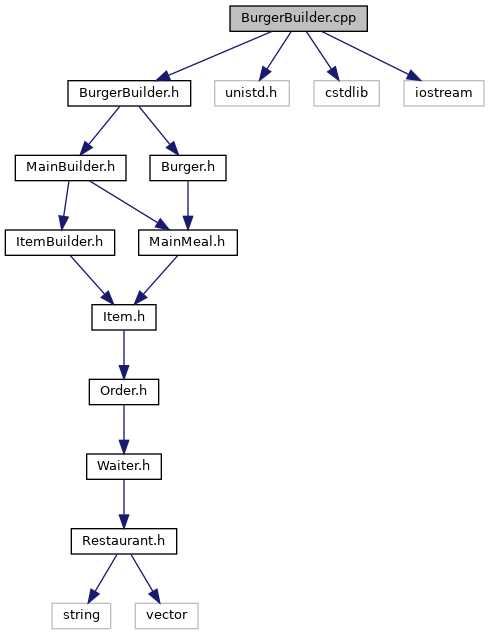 BurgerBuilder.cpp
BurgerBuilder.h
unistd.h
cstdlib
iostream
MainBuilder.h
Burger.h
ItemBuilder.h
MainMeal.h
Item.h
Order.h
Waiter.h
Restaurant.h
string
vector